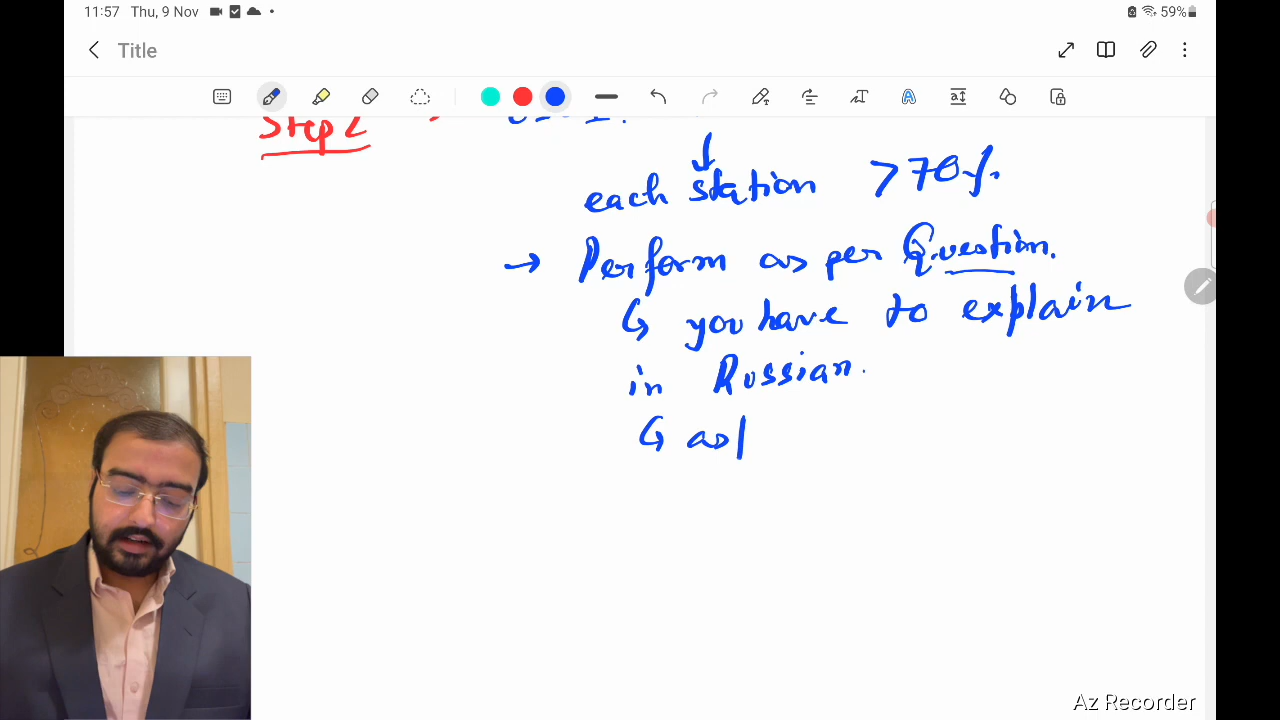 11:57 Thu, 9 Nov 59%
Title
Step 2
each station >70%
→ Perform as per Question.
↳ you have to explain
in Russian.
↳ as
Az Recorder